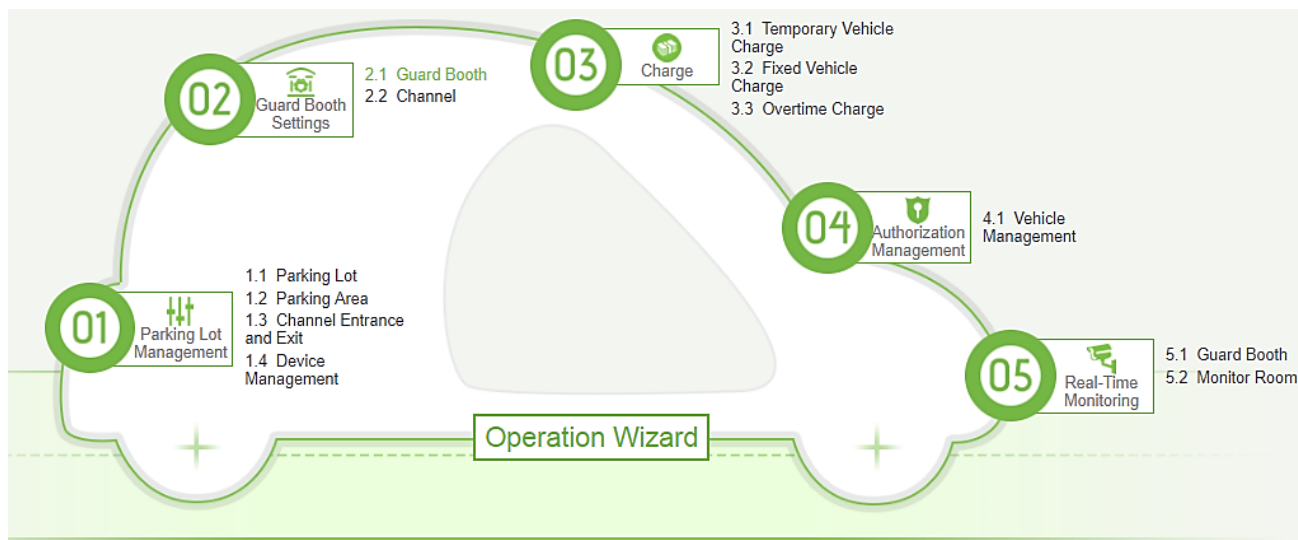 01
Parking Lot
Management
1.1 Parking Lot
1.2 Parking Area
1.3 Channel Entrance
and Exit
1.4 Device
Management
02
Guard Booth
Settings
2.1 Guard Booth
2.2 Channel
03
Charge
3.1 Temporary Vehicle
Charge
3.2 Fixed Vehicle
Charge
3.3 Overtime Charge
04
Authorization
Management
4.1 Vehicle
Management
05
Real-Time
Monitoring
5.1 Guard Booth
5.2 Monitor Room
Operation Wizard